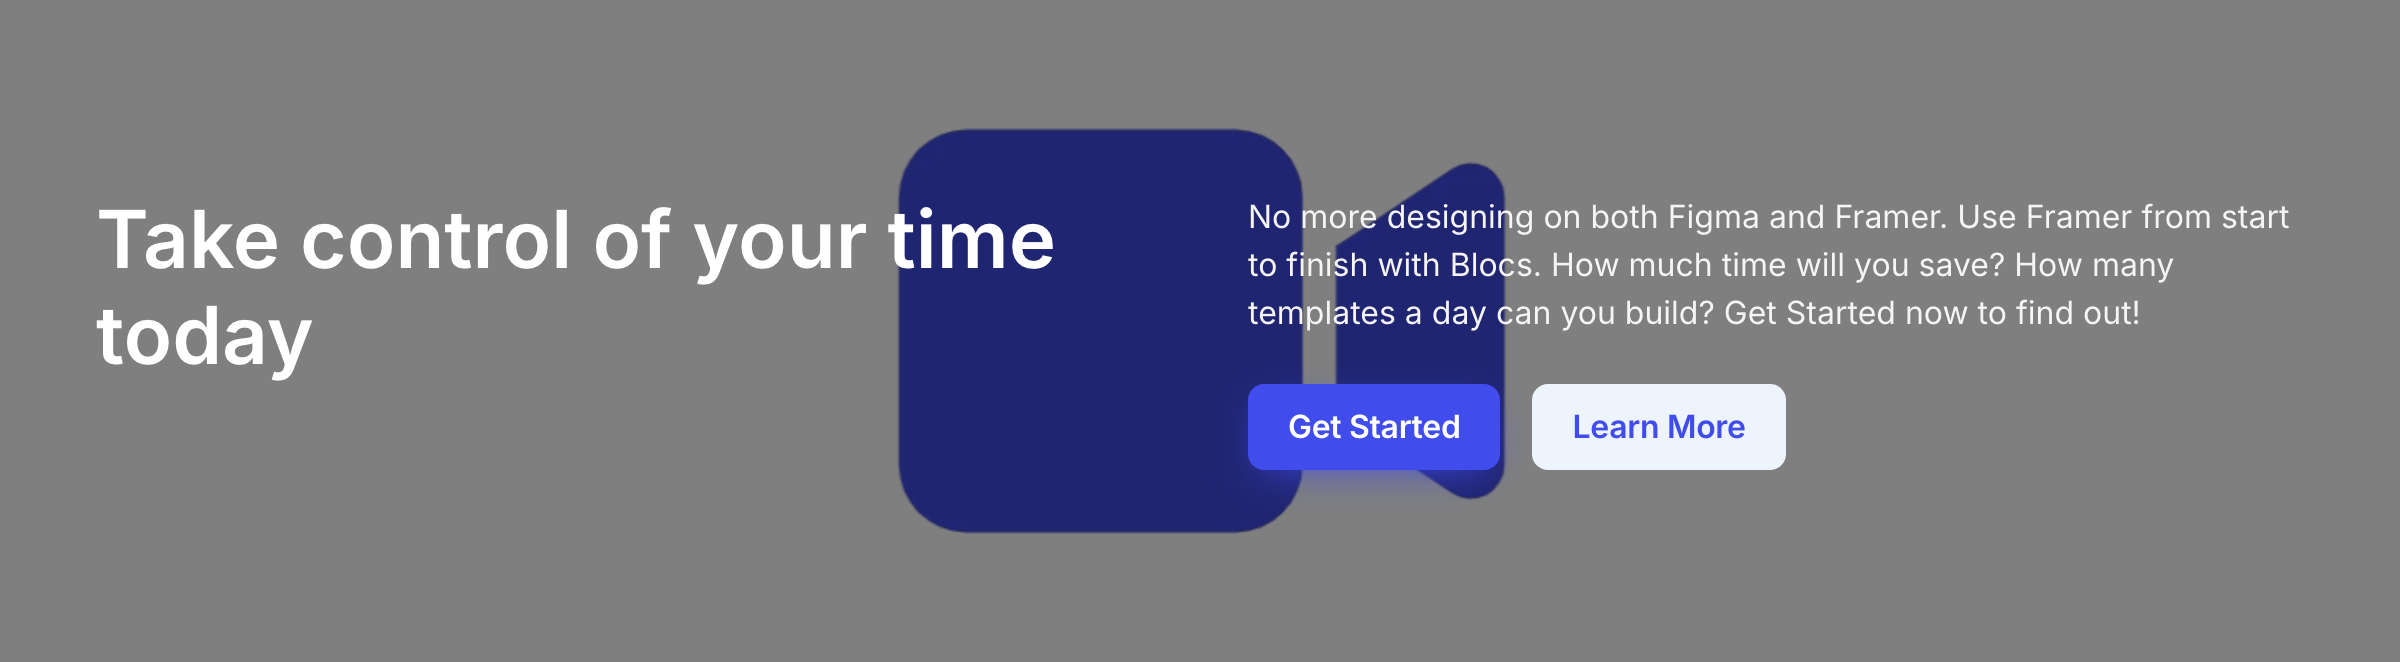 Take control of your time
today
No more designing on both Figma and Framer. Use Framer from start
to finish with Blocs. How much time will you save? How many
templates a day can you build? Get Started now to find out!
Get Started
Learn More